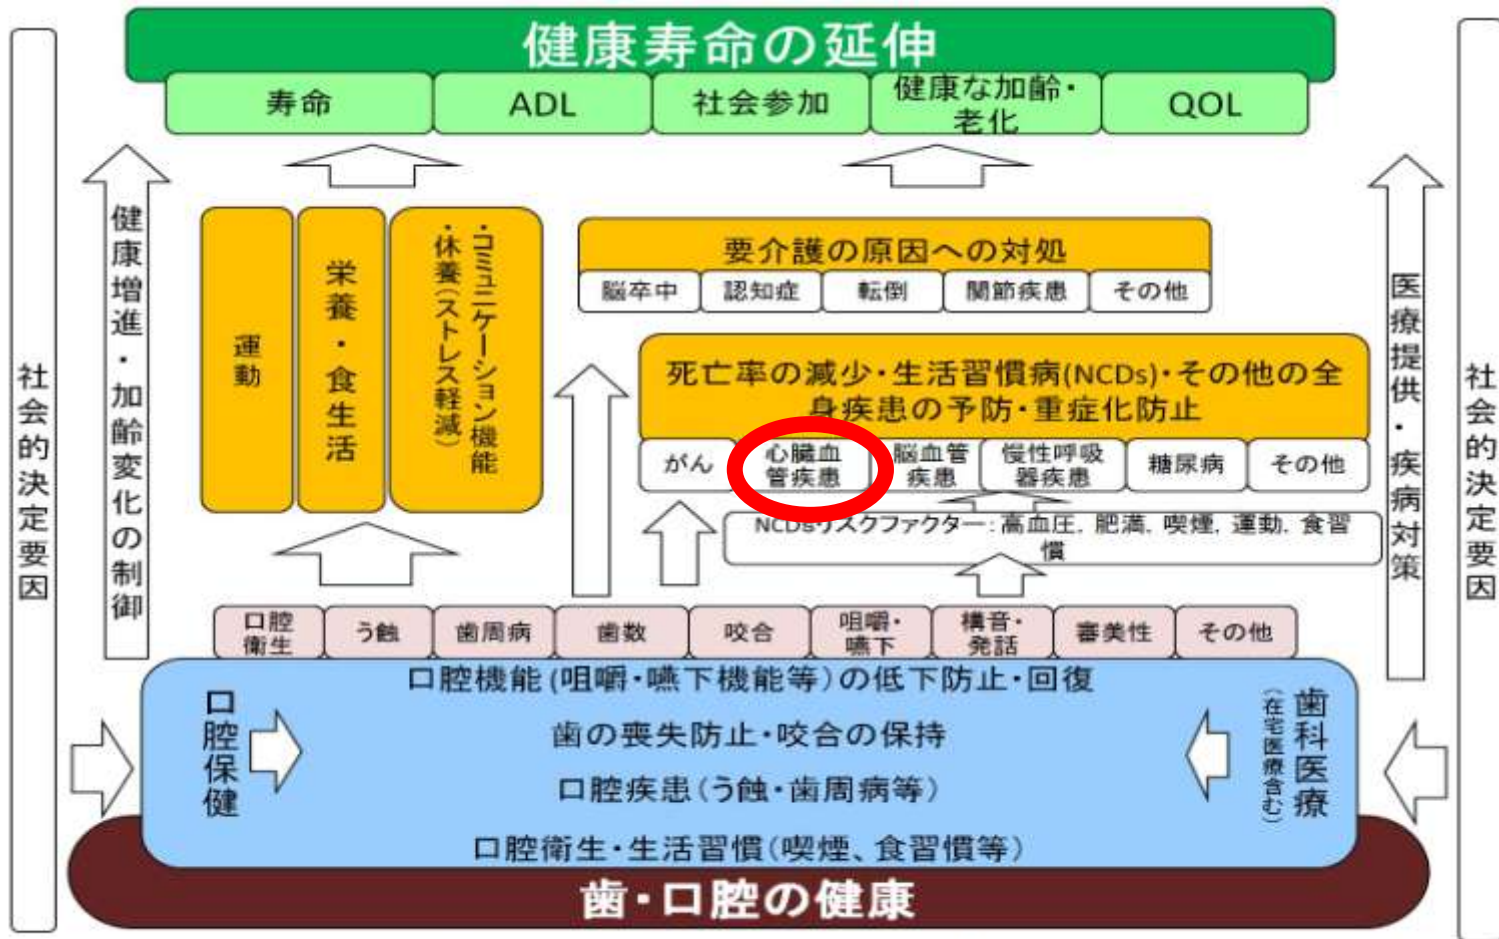 健康寿命の延伸
寿命
ADL
社会参加
健康な加齢・
老化
QOL
社会的決定要因
健康増進・加齢変化の制御
運動
栄養・食生活
・コミュニケーション機能
・休養(ストレス軽減)
要介護の原因への対処
脳卒中
認知症
転倒
関節疾患
その他
死亡率の減少・生活習慣病(NCDs)・その他の全
身疾患の予防・重症化防止
がん
心臓血
管疾患
脳血管
疾患
慢性呼吸
器疾患
糖尿病
その他
NCDsリスクファクター:高血圧, 肥満, 喫煙, 運動, 食習
慣
医療提供・疾病対策
社会的決定要因
口腔
衛生
う蝕
歯周病
歯数
咬合
咀嚼・
嚥下
構音・
発話
審美性
その他
口腔機能(咀嚼・嚥下機能等)の低下防止・回復
歯の喪失防止・咬合の保持
口腔疾患(う蝕・歯周病等)
口腔衛生・生活習慣(喫煙、食習慣等)
口腔保健
歯科医療
(在宅医療含む)
歯・口腔の健康